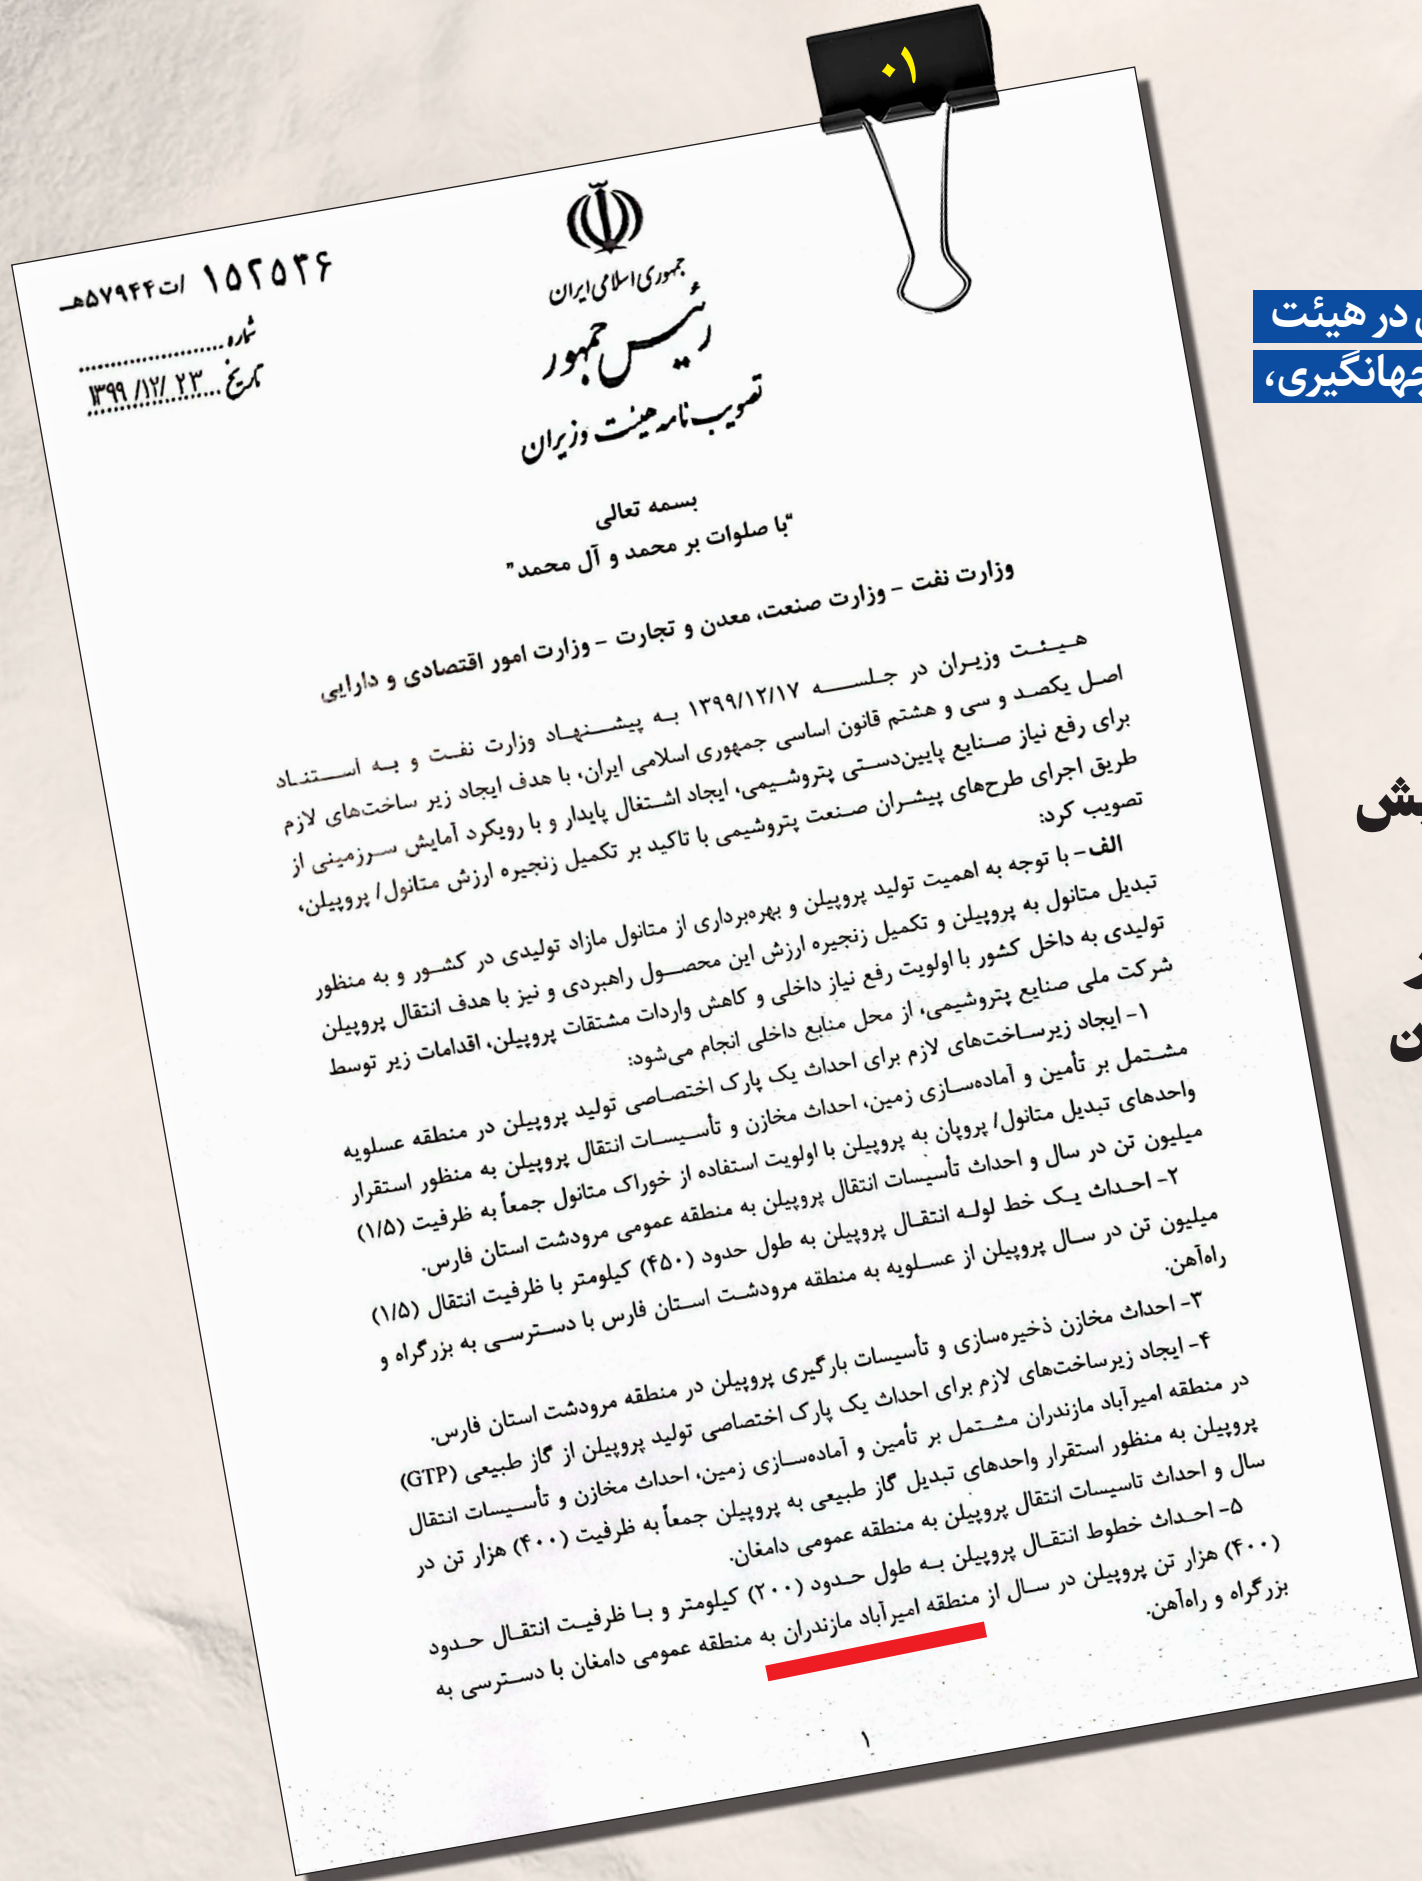 ۰۱
جمهوری اسلامی ایران
رئیس جمهور
تصویب نامه هیئت وزیران
۱۵۲۵۳۶ /ت۵۷۹۴۴هـ
شماره
تاریخ ۲۳ /۱۲/ ۱۳۹۹
بسمه تعالی
"با صلوات بر محمد و آل محمد"
وزارت نفت – وزارت صنعت، معدن و تجارت – وزارت امور اقتصادی و دارایی
هیئت وزیران در جلسه ۱۳۹۹/۱۲/۱۷ به پیشنهاد وزارت نفت و به استناد
اصل یکصد و سی و هشتم قانون اساسی جمهوری اسلامی ایران، با هدف ایجاد زیر ساخت‌های لازم
برای رفع نیاز صنایع پایین‌دستی پتروشیمی، ایجاد اشتغال پایدار و با رویکرد آمایش سرزمینی از
طریق اجرای طرح‌های پیشران صنعت پتروشیمی با تاکید بر تکمیل زنجیره ارزش متانول/ پروپیلن،
تصویب کرد:
الف– با توجه به اهمیت تولید پروپیلن و بهره‌برداری از متانول مازاد تولیدی در کشور و به منظور
تبدیل متانول به پروپیلن و تکمیل زنجیره ارزش این محصول راهبردی و نیز با هدف انتقال پروپیلن
تولیدی به داخل کشور با اولویت رفع نیاز داخلی و کاهش واردات مشتقات پروپیلن، اقدامات زیر توسط
شرکت ملی صنایع پتروشیمی، از محل منابع داخلی انجام می‌شود:
۱- ایجاد زیرساخت‌های لازم برای احداث یک پارک اختصاصی تولید پروپیلن در منطقه عسلویه
مشتمل بر تأمین و آماده‌سازی زمین، احداث مخازن و تأسیسات انتقال پروپیلن به منظور استقرار
واحدهای تبدیل متانول/ پروپان به پروپیلن با اولویت استفاده از خوراک متانول جمعاً به ظرفیت (۱/۵)
میلیون تن در سال و احداث تأسیسات انتقال پروپیلن به منطقه عمومی مرودشت استان فارس.
۲- احداث یک خط لوله انتقال پروپیلن به طول حدود (۴۵۰) کیلومتر با ظرفیت انتقال (۱/۵)
میلیون تن در سال پروپیلن از عسلویه به منطقه مرودشت استان فارس با دسترسی به بزرگراه و
راه‌آهن.
۳- احداث مخازن ذخیره‌سازی و تأسیسات بارگیری پروپیلن در منطقه مرودشت استان فارس.
۴- ایجاد زیرساخت‌های لازم برای احداث یک پارک اختصاصی تولید پروپیلن از گاز طبیعی (GTP)
در منطقه امیرآباد مازندران مشتمل بر تأمین و آماده‌سازی زمین، احداث مخازن و تأسیسات انتقال
پروپیلن به منظور استقرار واحدهای تبدیل گاز طبیعی به پروپیلن جمعاً به ظرفیت (۴۰۰) هزار تن در
سال و احداث تاسیسات انتقال پروپیلن به منطقه عمومی دامغان.
۵- احداث خطوط انتقال پروپیلن به طول حدود (۲۰۰) کیلومتر و با ظرفیت انتقال حدود
(۴۰۰) هزار تن پروپیلن در سال از منطقه امیرآباد مازندران به منطقه عمومی دامغان با دسترسی به
بزرگراه و راه‌آهن.
۱
در هیئت
جهانگیری،